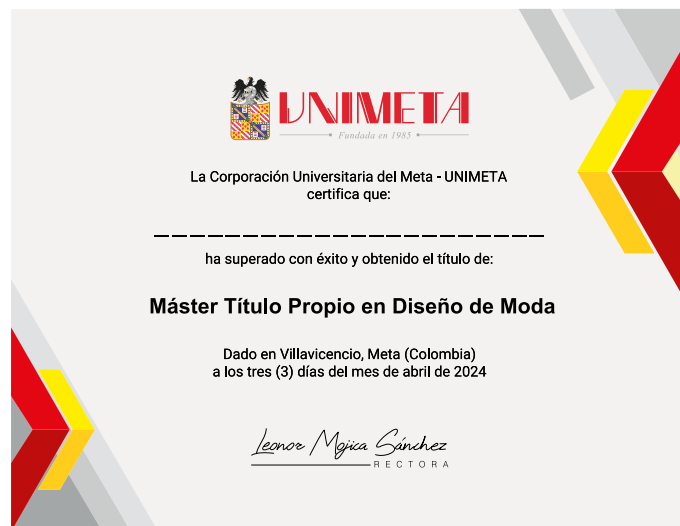 UNIMETA
Fundada en 1985
La Corporación Universitaria del Meta - UNIMETA
certifica que:
ha superado con éxito y obtenido el título de:
Máster Título Propio en Diseño de Moda
Dado en Villavicencio, Meta (Colombia)
a los tres (3) días del mes de abril de 2024
Leonor Mojica Sánchez
RECTORA